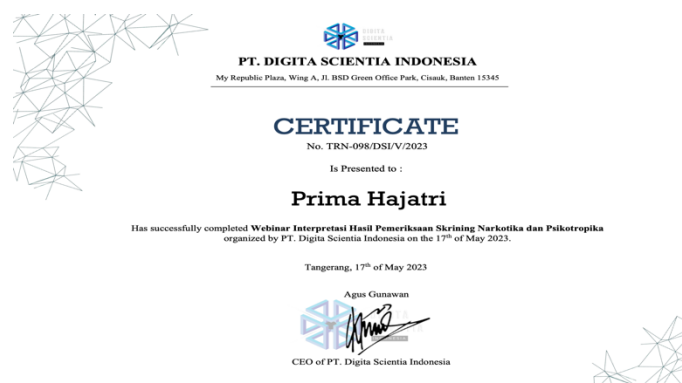 DIGITA
SCIENTIA
PT. DIGITA SCIENTIA INDONESIA
My Republic Plaza, Wing A, Jl. BSD Green Office Park, Cisauk, Banten 15345
CERTIFICATE
No. TRN-098/DSI/V/2023
Is Presented to :
Prima Hajatri
Has successfully completed Webinar Interpretasi Hasil Pemeriksaan Skrining Narkotika dan Psikotropika
organized by PT. Digita Scientia Indonesia on the 17th of May 2023.
Tangerang, 17th of May 2023
Agus Gunawan
CEO of PT. Digita Scientia Indonesia